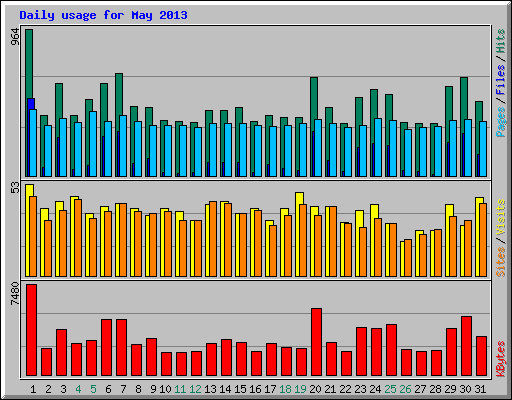 Daily usage for May 2013
964
Pages / Files / Hits
53
Sites / Visits
7480
KBytes
1 2 3 4 5 6 7 8 9 10 11 12 13 14 15 16 17 18 19 20 21 22 23 24 25 26 27 28 29 30 31